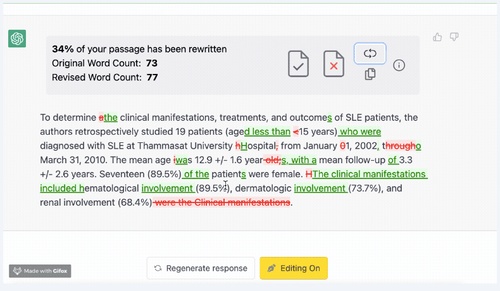 34% of your passage has been rewritten
Original Word Count: 73
Revised Word Count: 77
To determine sthe clinical manifestations, treatments, and outcomes of SLE patients, the
authors retrospectively studied 19 patients (aged less than <15 years) who were
diagnosed with SLE at Thammasat University hHospital, from January 01, 2002, through
March 31, 2010. The mean age iwas 12.9 +/- 1.6 year old;s, with a mean follow-up of 3.3
+/- 2.6 years. Seventeen (89.5%) of the patients were female. HThe clinical manifestations
included hematological involvement (89.5%), dermatologic involvement (73.7%), and
renal involvement (68.4%) were the Clinical manifestations.
Made with Gifox
Regenerate response
Editing On